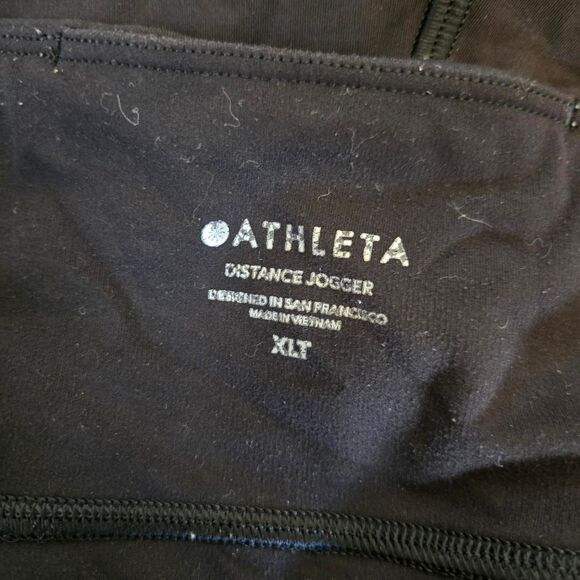 ATHLETA
DISTANCE JOGGER
DESIGNED IN SAN FRANCISCO
MADE IN VIETNAM
XLT